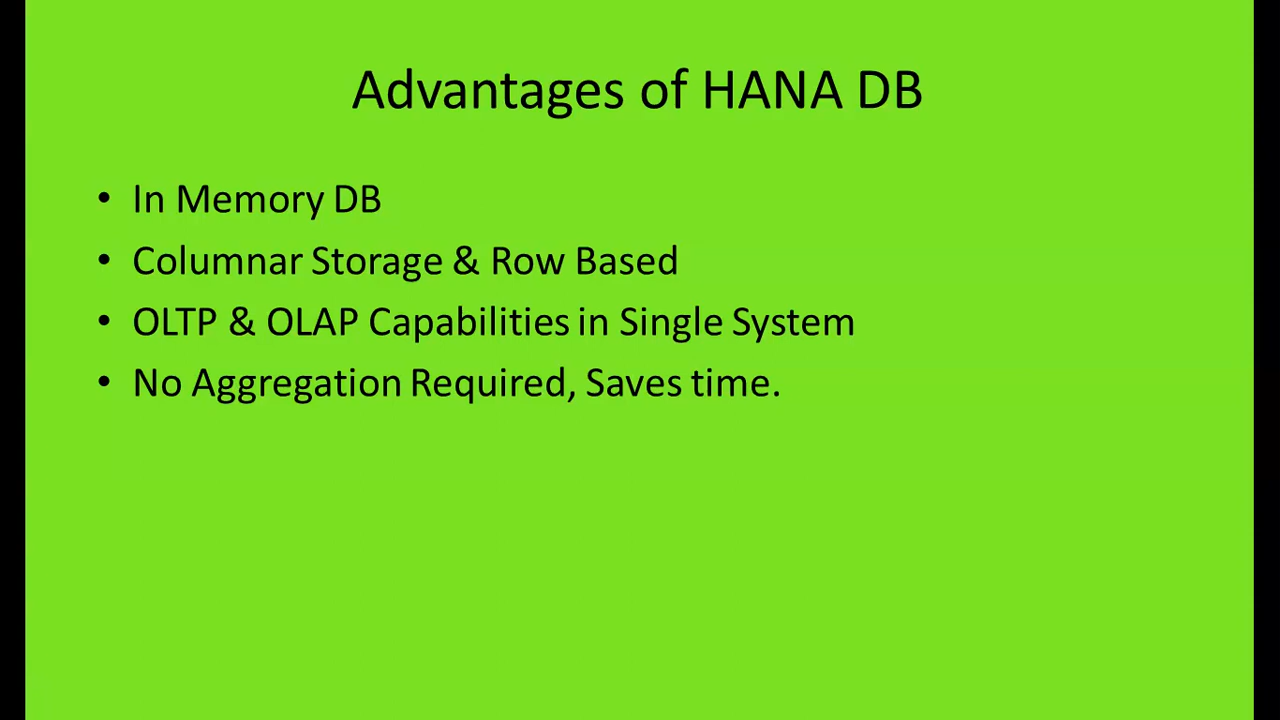 Advantages of HANA DB
• In Memory DB
• Columnar Storage & Row Based
• OLTP & OLAP Capabilities in Single System
• No Aggregation Required, Saves time.